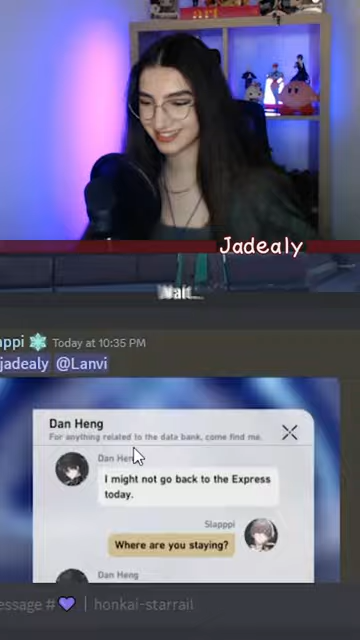 Jadealy
Wait...
appi Today at 10:35 PM
jadealy @Lanvi
Dan Heng
For anything related to the data bank, come find me.
Dan Hen
I might not go back to the Express
today.
Slapppi
Where are you staying?
Dan Heng
essage # | honkai-starrail